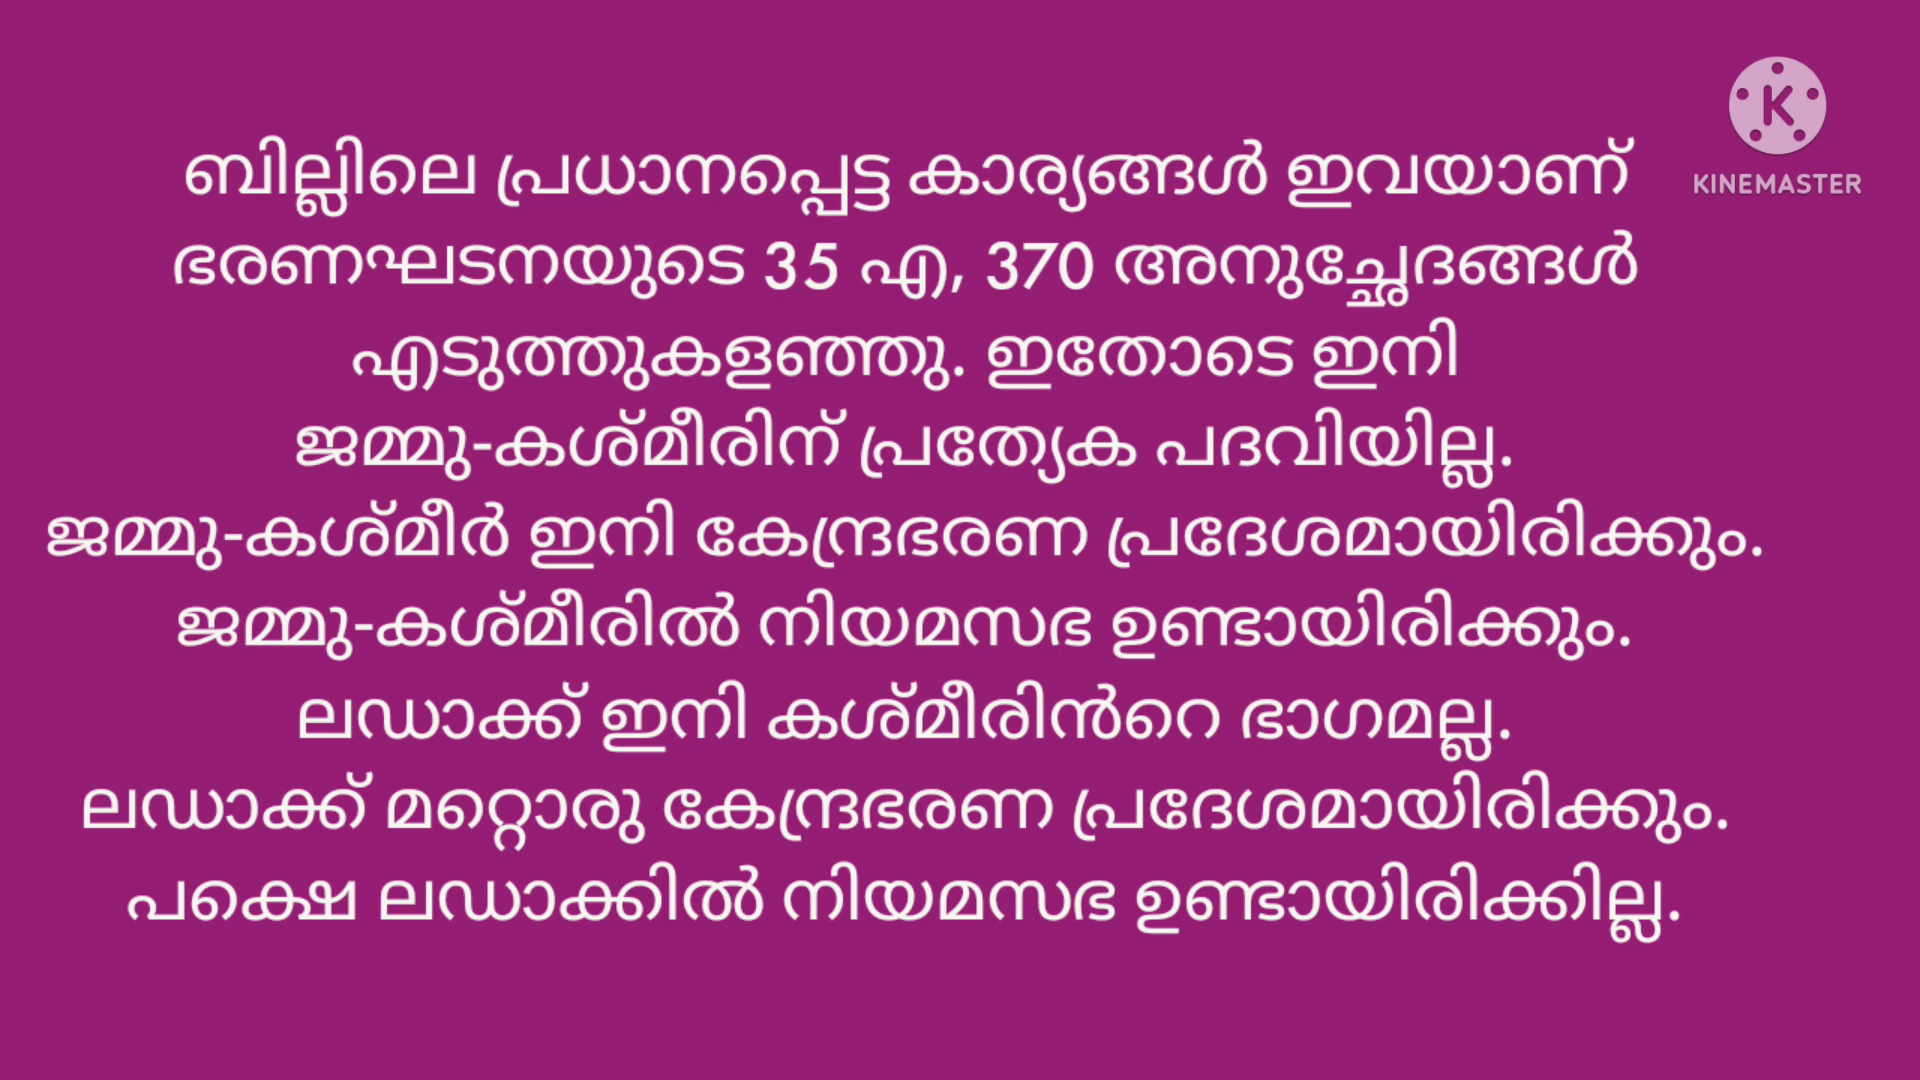 ബില്ലിലെ പ്രധാനപ്പെട്ട കാര്യങ്ങൾ ഇവയാണ്
ഭരണഘടനയുടെ 35 എ, 370 അനുച്ഛേദങ്ങൾ
എടുത്തുകളഞ്ഞു. ഇതോടെ ഇനി
ജമ്മു-കശ്മീരിന് പ്രത്യേക പദവിയില്ല.
ജമ്മു-കശ്മീർ ഇനി കേന്ദ്രഭരണ പ്രദേശമായിരിക്കും.
ജമ്മു-കശ്മീരിൽ നിയമസഭ ഉണ്ടായിരിക്കും.
ലഡാക്ക് ഇനി കശ്മീരിൻറെ ഭാഗമല്ല.
ലഡാക്ക് മറ്റൊരു കേന്ദ്രഭരണ പ്രദേശമായിരിക്കും.
പക്ഷെ ലഡാക്കിൽ നിയമസഭ ഉണ്ടായിരിക്കില്ല.
K
KINEMASTER